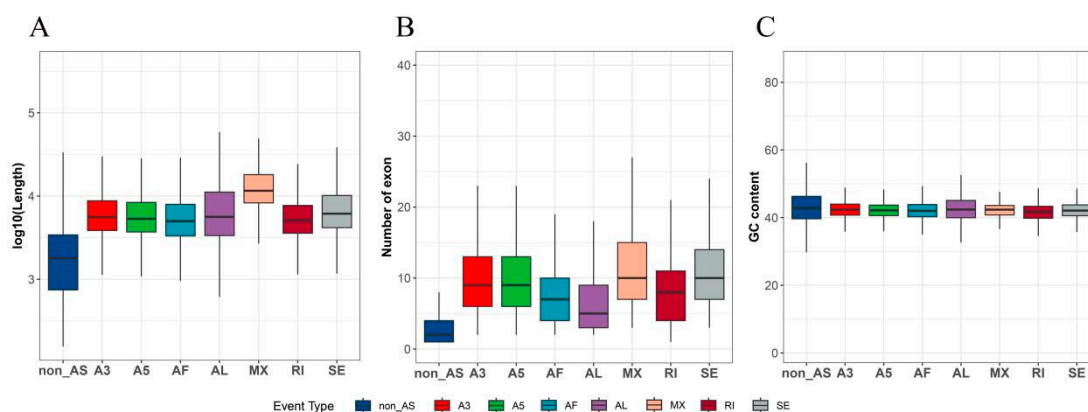 A
log10(Length)
5
4
3
non_AS A3 A5 AF AL MX RI SE
B
Number of exon
40
30
20
10
0
non_AS A3 A5 AF AL MX RI SE
C
GC content
80
60
40
20
0
non_AS A3 A5 AF AL MX RI SE
Event Type non_AS A3 A5 AF AL MX RI SE